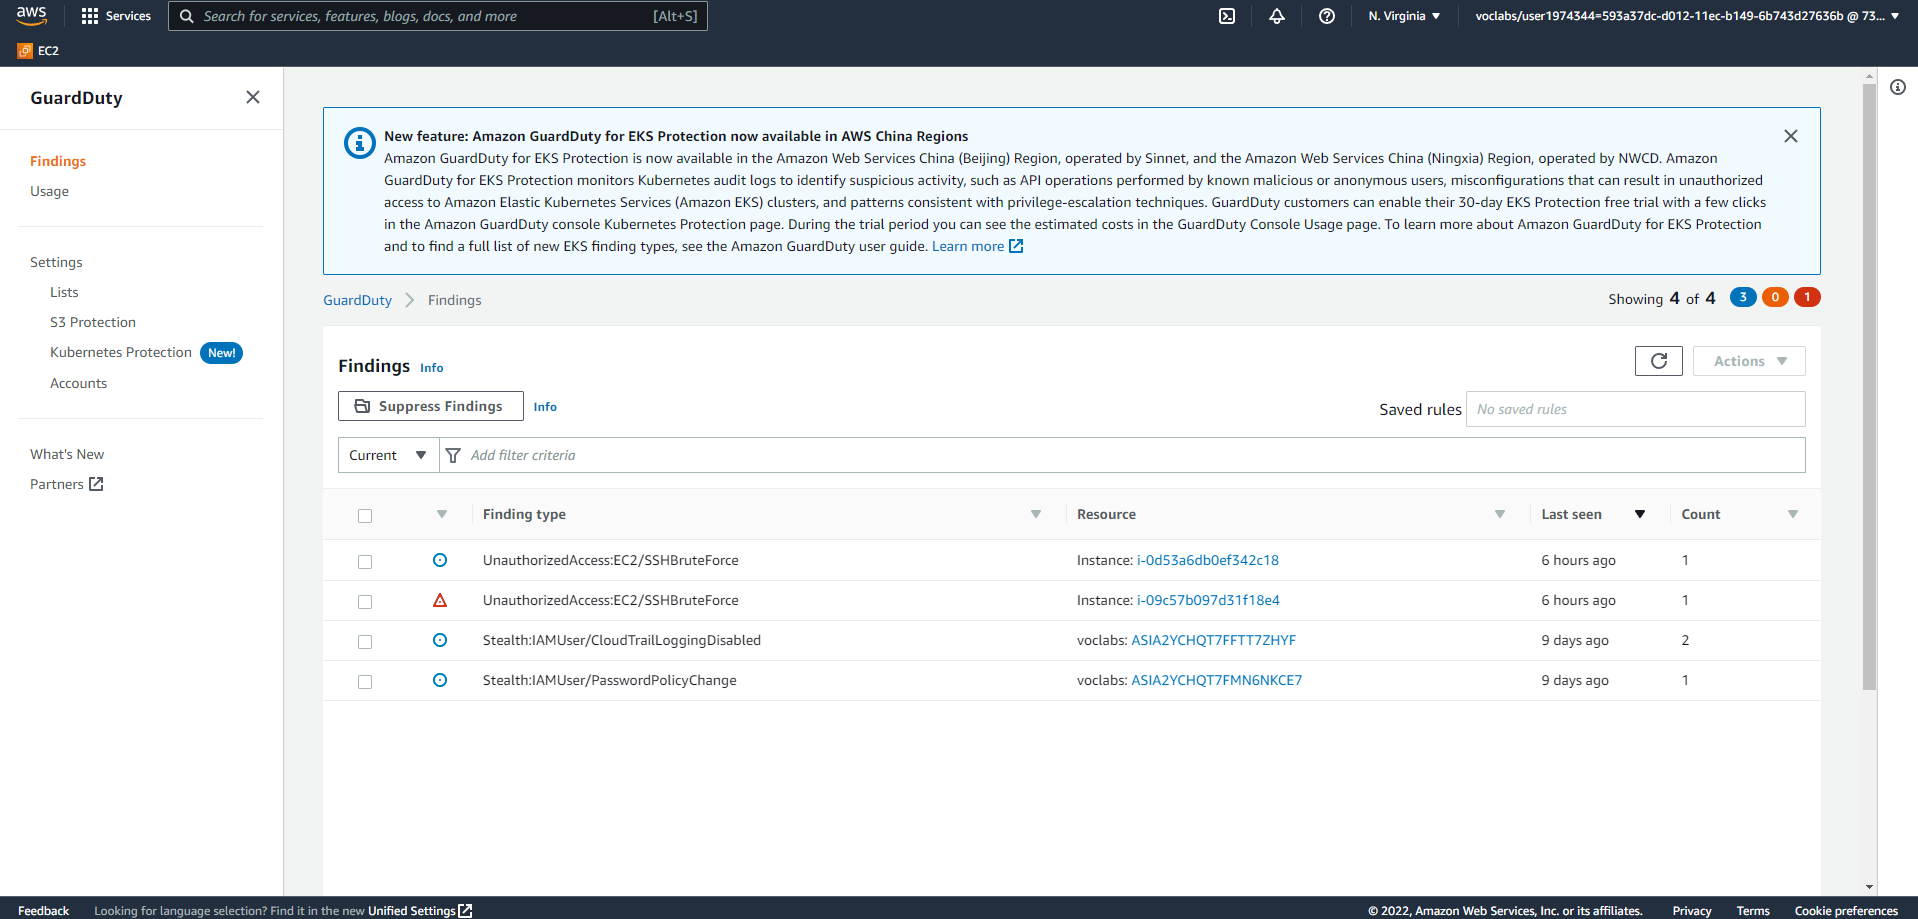 aws
Services
Search for services, features, blogs, docs, and more [Alt+S]
N. Virginia
voclabs/user1974344=593a37dc-d012-11ec-b149-6b743d27636b @ 73...
EC2
GuardDuty
Findings
Usage
Settings
Lists
S3 Protection
Kubernetes Protection New!
Accounts
What's New
Partners
New feature: Amazon GuardDuty for EKS Protection now available in AWS China Regions
Amazon GuardDuty for EKS Protection is now available in the Amazon Web Services China (Beijing) Region, operated by Sinnet, and the Amazon Web Services China (Ningxia) Region, operated by NWCD. Amazon
GuardDuty for EKS Protection monitors Kubernetes audit logs to identify suspicious activity, such as API operations performed by known malicious or anonymous users, misconfigurations that can result in unauthorized
access to Amazon Elastic Kubernetes Services (Amazon EKS) clusters, and patterns consistent with privilege-escalation techniques. GuardDuty customers can enable their 30-day EKS Protection free trial with a few clicks
in the Amazon GuardDuty console Kubernetes Protection page. During the trial period you can see the estimated costs in the GuardDuty Console Usage page. To learn more about Amazon GuardDuty for EKS Protection
and to find a full list of new EKS finding types, see the Amazon GuardDuty user guide. Learn more
GuardDuty Findings
Showing 4 of 4 3 0 1
Findings Info
Actions
Suppress Findings Info
Saved rules No saved rules
Current Add filter criteria
Finding type Resource Last seen Count
UnauthorizedAccess:EC2/SSHBruteForce Instance: i-0d53a6db0ef342c18 6 hours ago 1
UnauthorizedAccess:EC2/SSHBruteForce Instance: i-09c57b097d31f18e4 6 hours ago 1
Stealth:IAMUser/CloudTrailLoggingDisabled voclabs: ASIA2YCHQT7FFTT7ZHYF 9 days ago 2
Stealth:IAMUser/PasswordPolicyChange voclabs: ASIA2YCHQT7FMN6NKCE7 9 days ago 1
Feedback Looking for language selection? Find it in the new Unified Settings
© 2022, Amazon Web Services, Inc. or its affiliates. Privacy Terms Cookie preferences